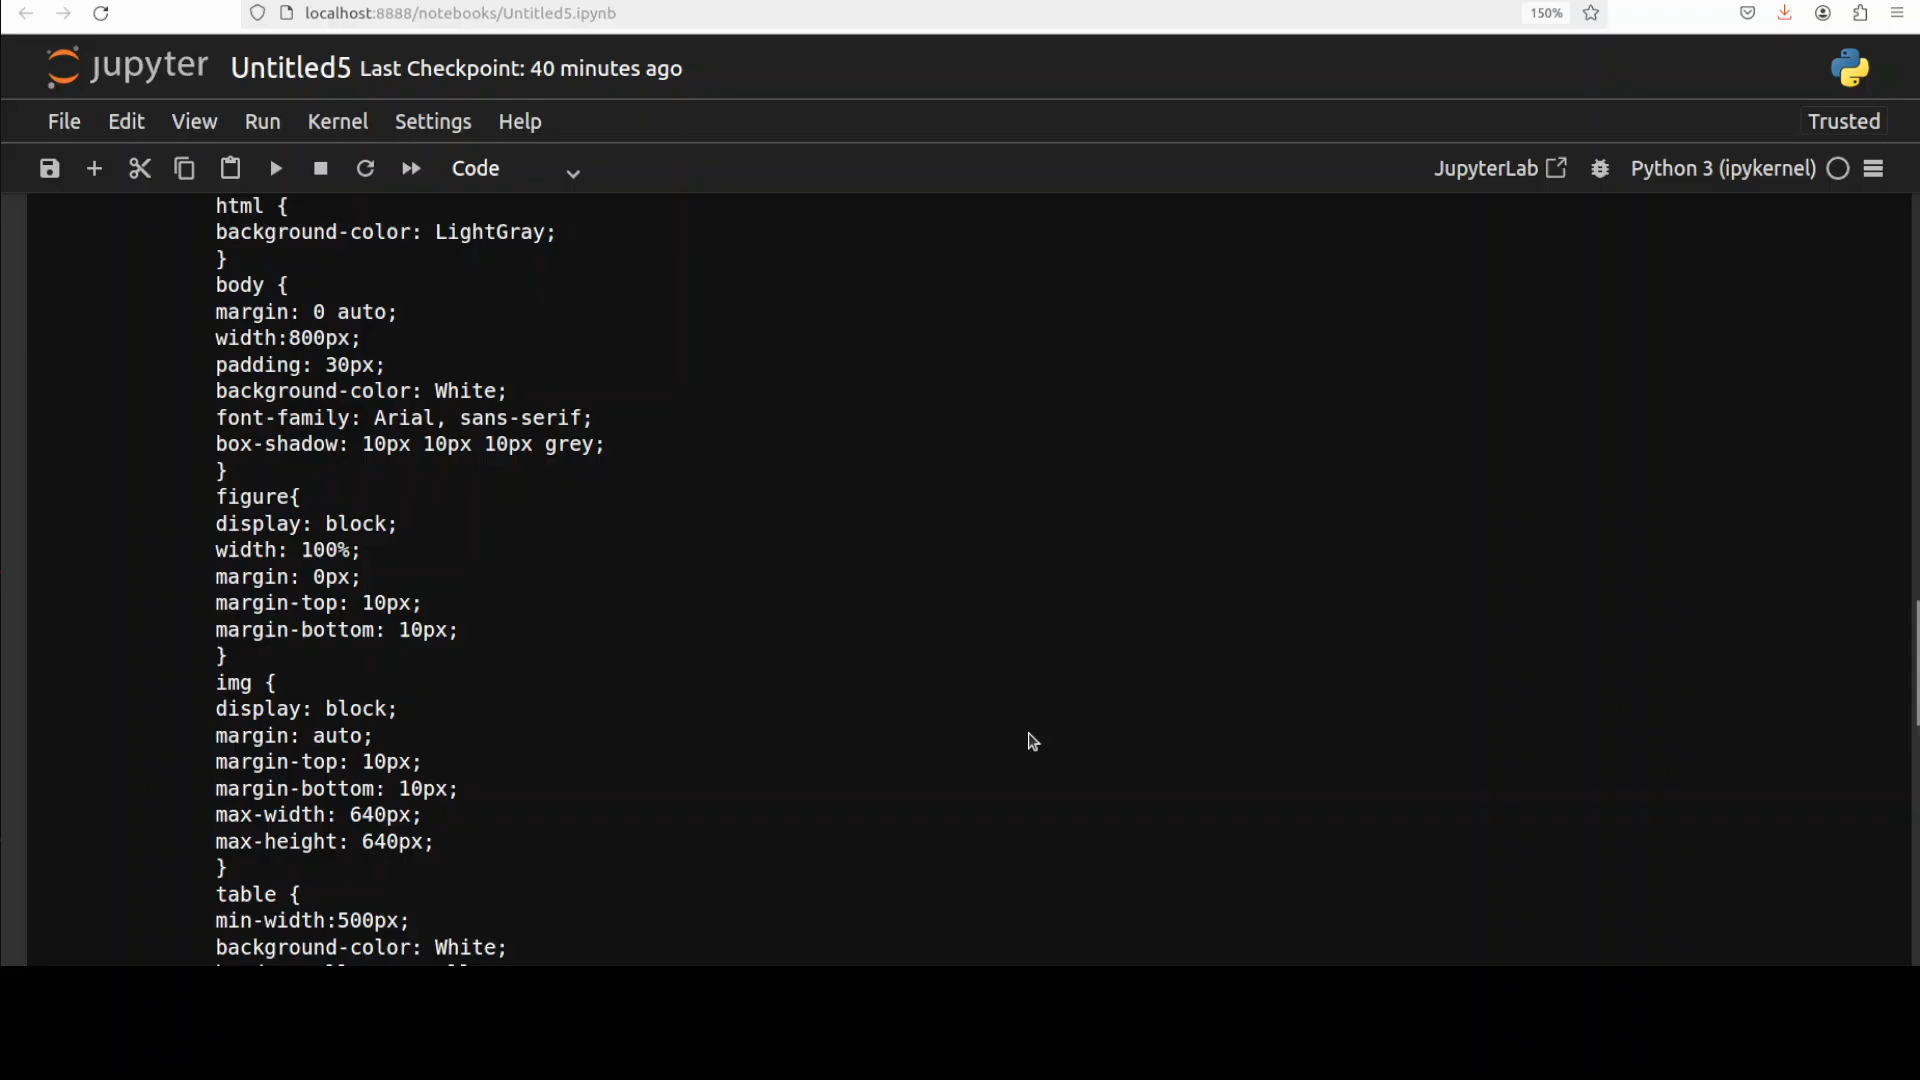 localhost:8888/notebooks/Untitled5.ipynb 150%
jupyter Untitled5 Last Checkpoint: 40 minutes ago
File Edit View Run Kernel Settings Help Trusted
Code JupyterLab Python 3 (ipykernel)
html {
background-color: LightGray;
}
body {
margin: 0 auto;
width:800px;
padding: 30px;
background-color: White;
font-family: Arial, sans-serif;
box-shadow: 10px 10px 10px grey;
}
figure{
display: block;
width: 100%;
margin: 0px;
margin-top: 10px;
margin-bottom: 10px;
}
img {
display: block;
margin: auto;
margin-top: 10px;
margin-bottom: 10px;
max-width: 640px;
max-height: 640px;
}
table {
min-width:500px;
background-color: White;